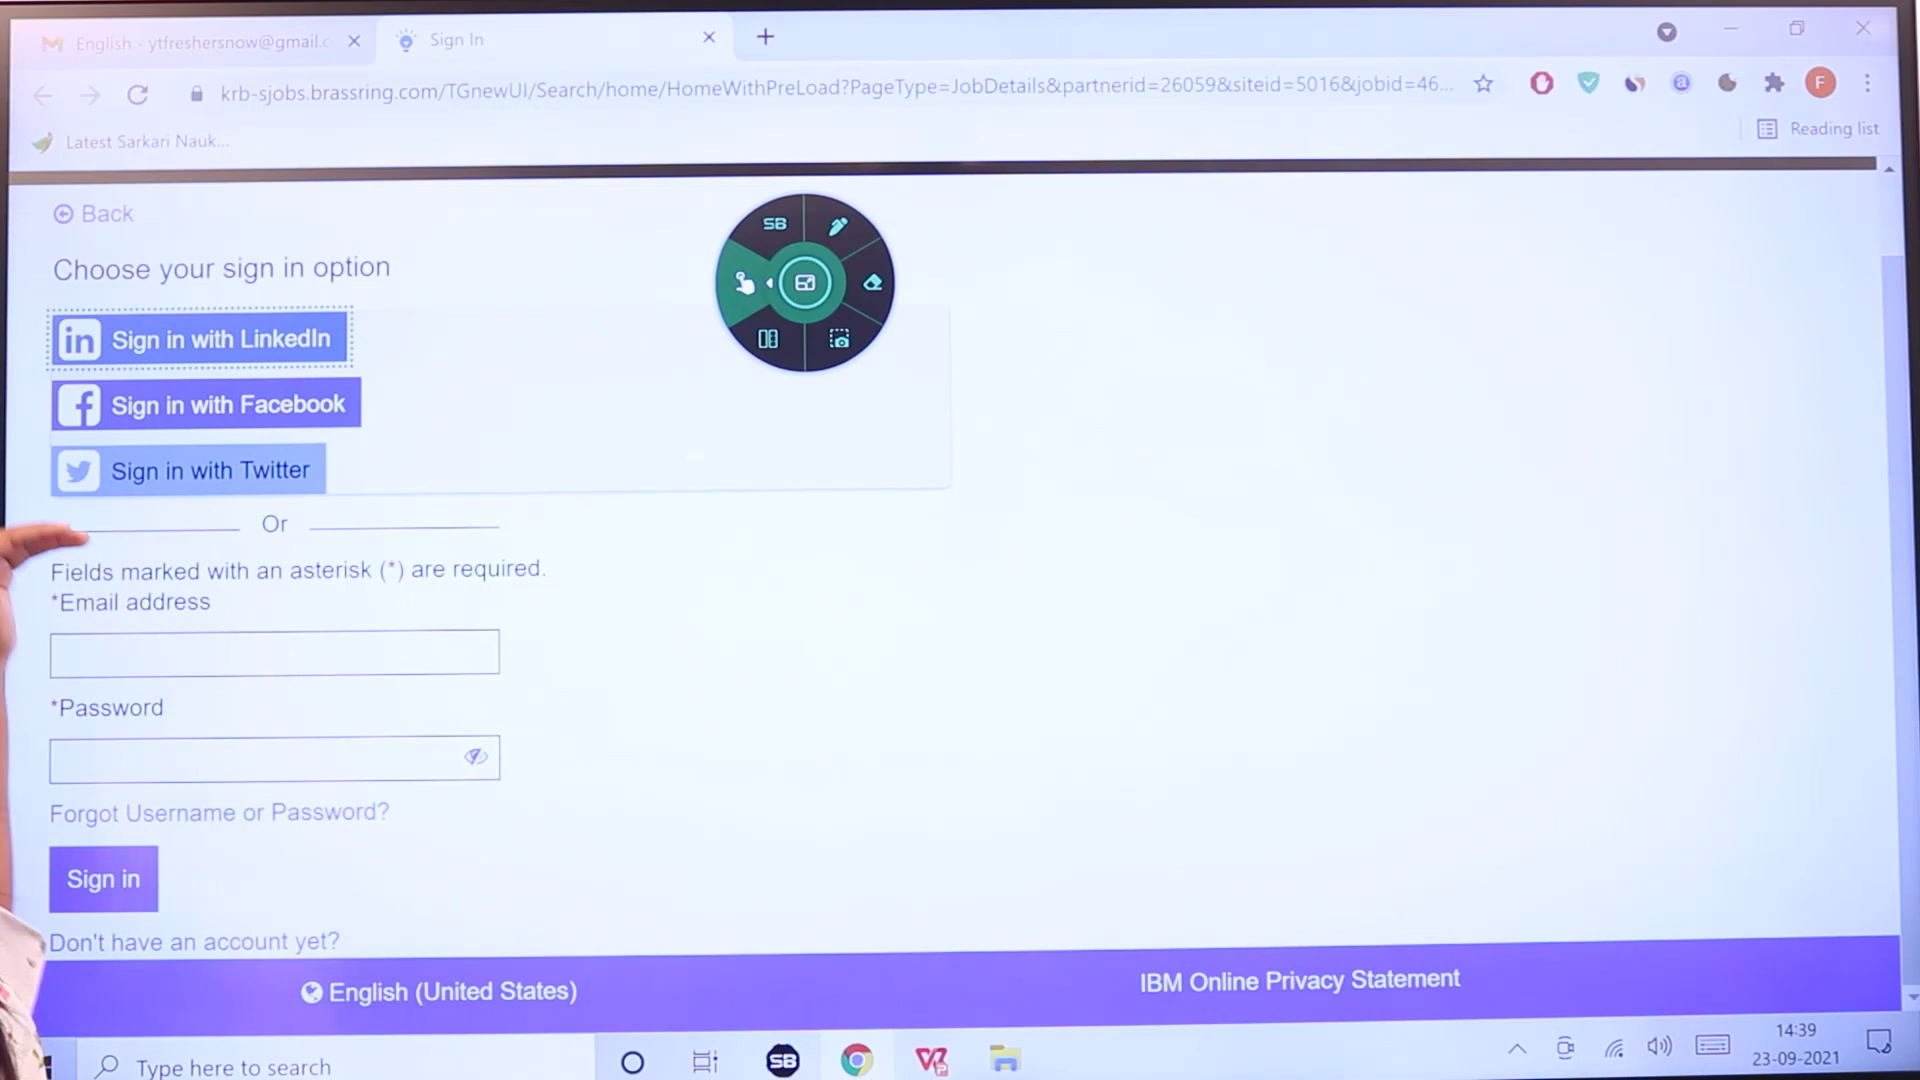 English - ytfreshersnow@gmail.c
Sign In
krb-sjobs.brassring.com/TGnewUI/Search/home/HomeWithPreLoad?PageType=JobDetails&partnerid=26059&siteid=5016&jobid=46...
F
Latest Sarkari Nauk...
Reading list
Back
SB
Choose your sign in option
in Sign in with LinkedIn
Sign in with Facebook
Sign in with Twitter
Or
Fields marked with an asterisk (*) are required.
*Email address
*Password
Forgot Username or Password?
Sign in
Don't have an account yet?
English (United States)
IBM Online Privacy Statement
Type here to search
SB
14:39
23-09-2021